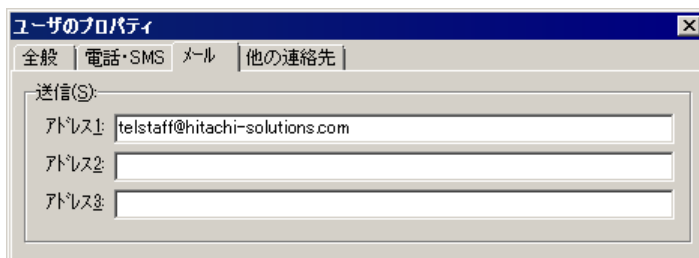 ユーザのプロパティ
全般 電話・SMS ﾒｰﾙ 他の連絡先
送信(S):
ｱﾄﾞﾚｽ1: telstaff@hitachi-solutions.com
ｱﾄﾞﾚｽ2:
ｱﾄﾞﾚｽ3: